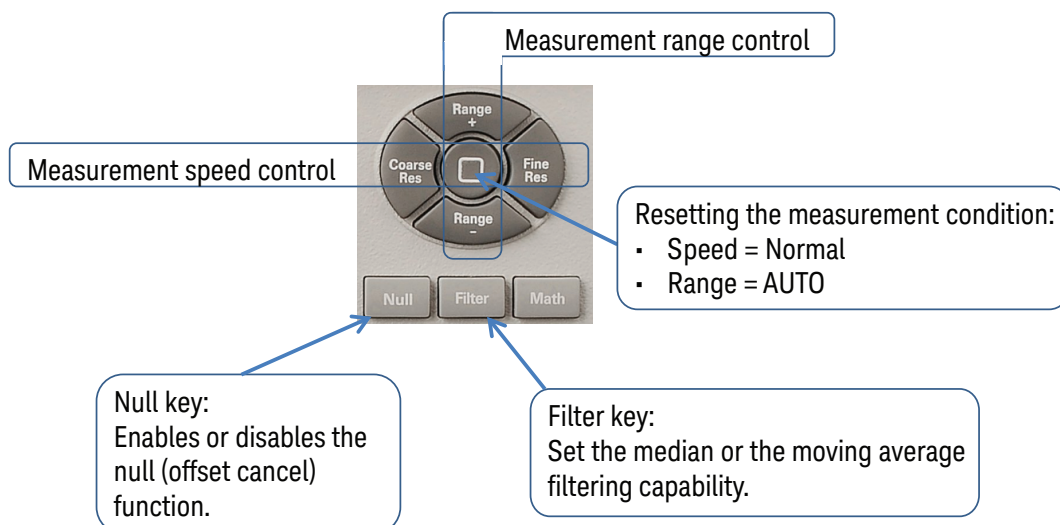 Measurement range control
Range
+
Measurement speed control
Coarse
Res
Fine
Res
Range
−
Resetting the measurement condition:
▪ Speed = Normal
▪ Range = AUTO
Null
Filter
Math
Null key:
Enables or disables the
null (offset cancel)
function.
Filter key:
Set the median or the moving average
filtering capability.